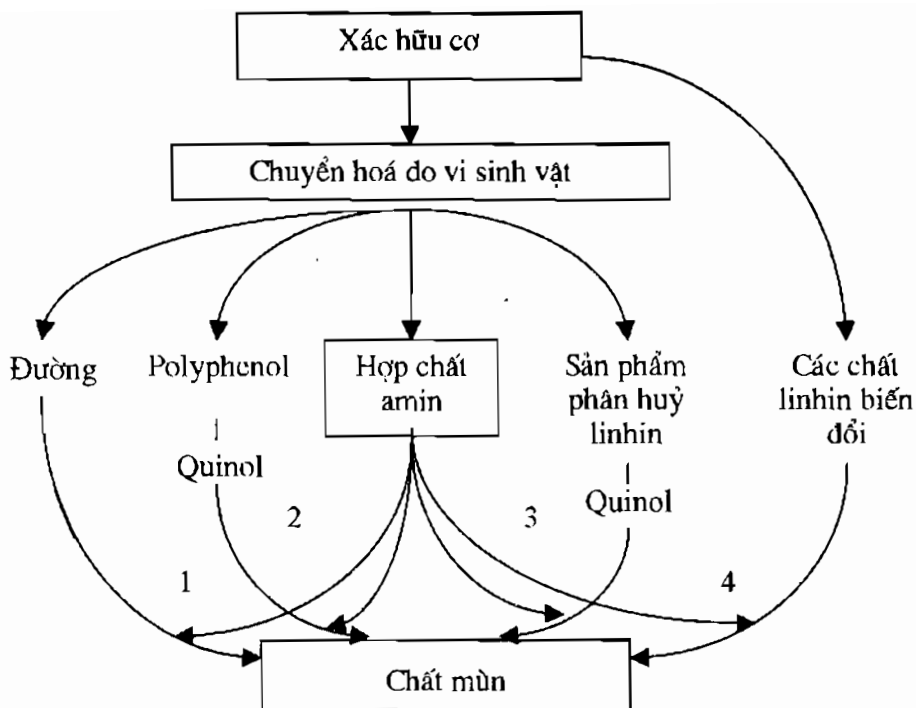 Xác hữu cơ
Chuyển hoá do vi sinh vật
Đường
Polyphenol
Quinol
Hợp chất
amin
Sản phẩm
phân huỷ
linhin
Quinol
Các chất
linhin biến
đổi
1
2
3
4
Chất mùn